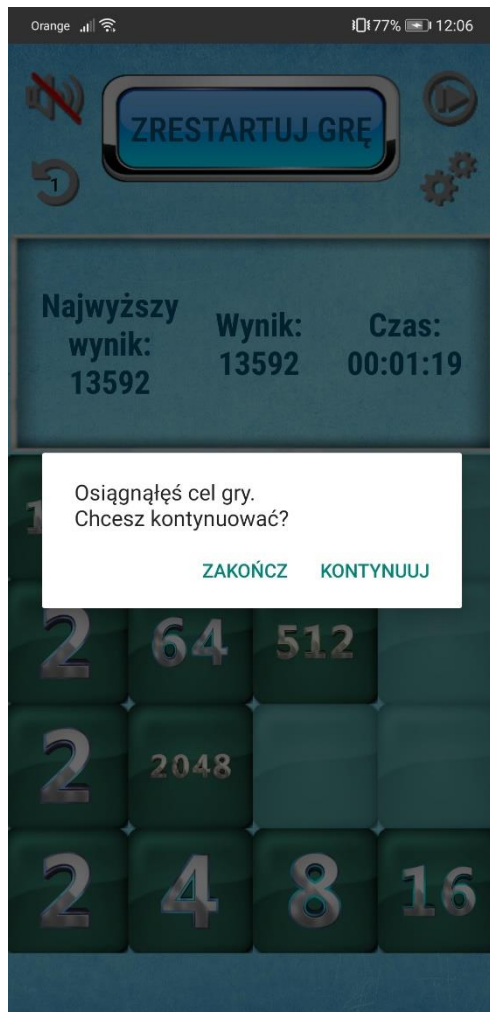 Orange 77% 12:06
ZRESTARTUJ GRĘ
1
Najwyższy
wynik:
13592
Wynik:
13592
Czas:
00:01:19
Osiągnąłęś cel gry.
Chcesz kontynuować?
ZAKOŃCZ KONTYNUUJ
2 64 512
2 2048
2 4 8 16